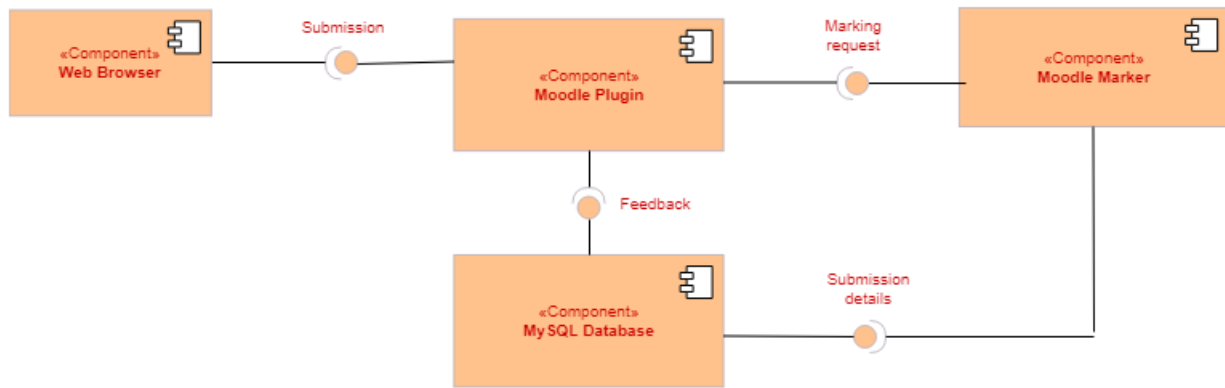 Submission
«Component»
Web Browser
«Component»
Moodle Plugin
Marking
request
«Component»
Moodle Marker
Feedback
«Component»
MySQL Database
Submission
details